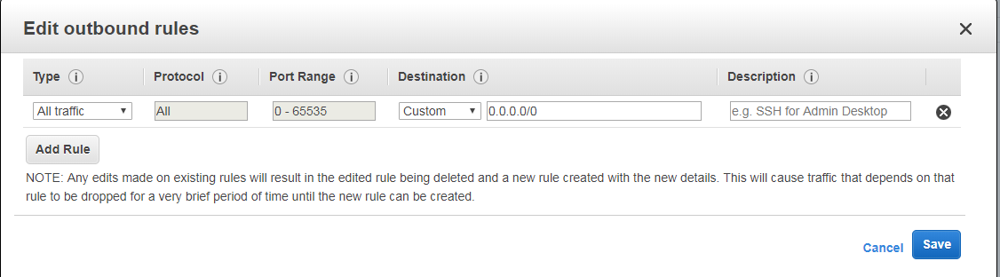 Edit outbound rules
Type Protocol Port Range Destination Description
All traffic All 0 - 65535 Custom 0.0.0.0/0 e.g. SSH for Admin Desktop
Add Rule
NOTE: Any edits made on existing rules will result in the edited rule being deleted and a new rule created with the new details. This will cause traffic that depends on that
rule to be dropped for a very brief period of time until the new rule can be created.
Cancel Save